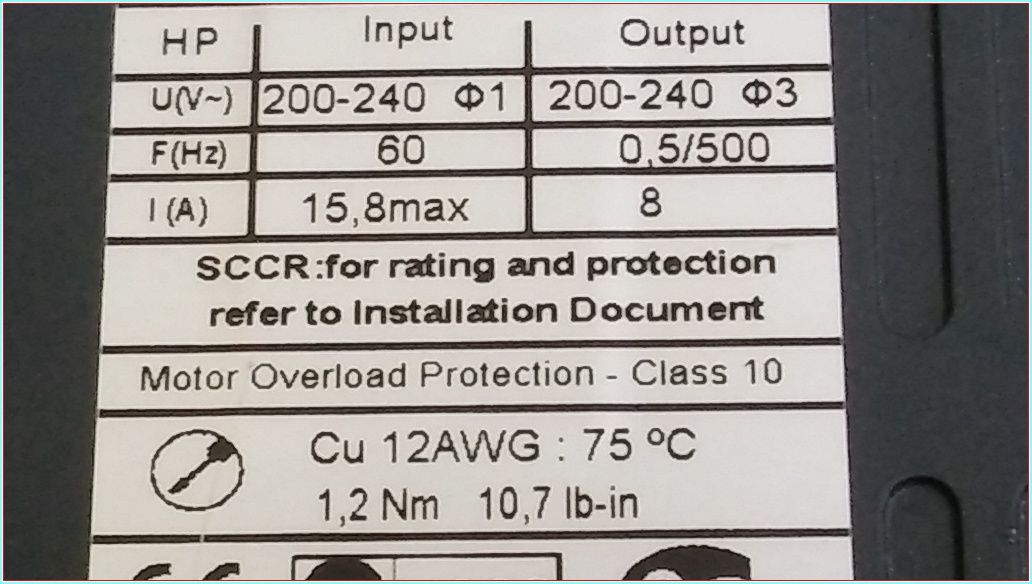 HP Input Output
U(V~) 200-240 Φ1 200-240 Φ3
F(Hz) 60 0,5/500
I (A) 15,8max 8
SCCR:for rating and protection
refer to Installation Document
Motor Overload Protection - Class 10
Cu 12AWG : 75 ºC
1,2 Nm 10,7 lb-in